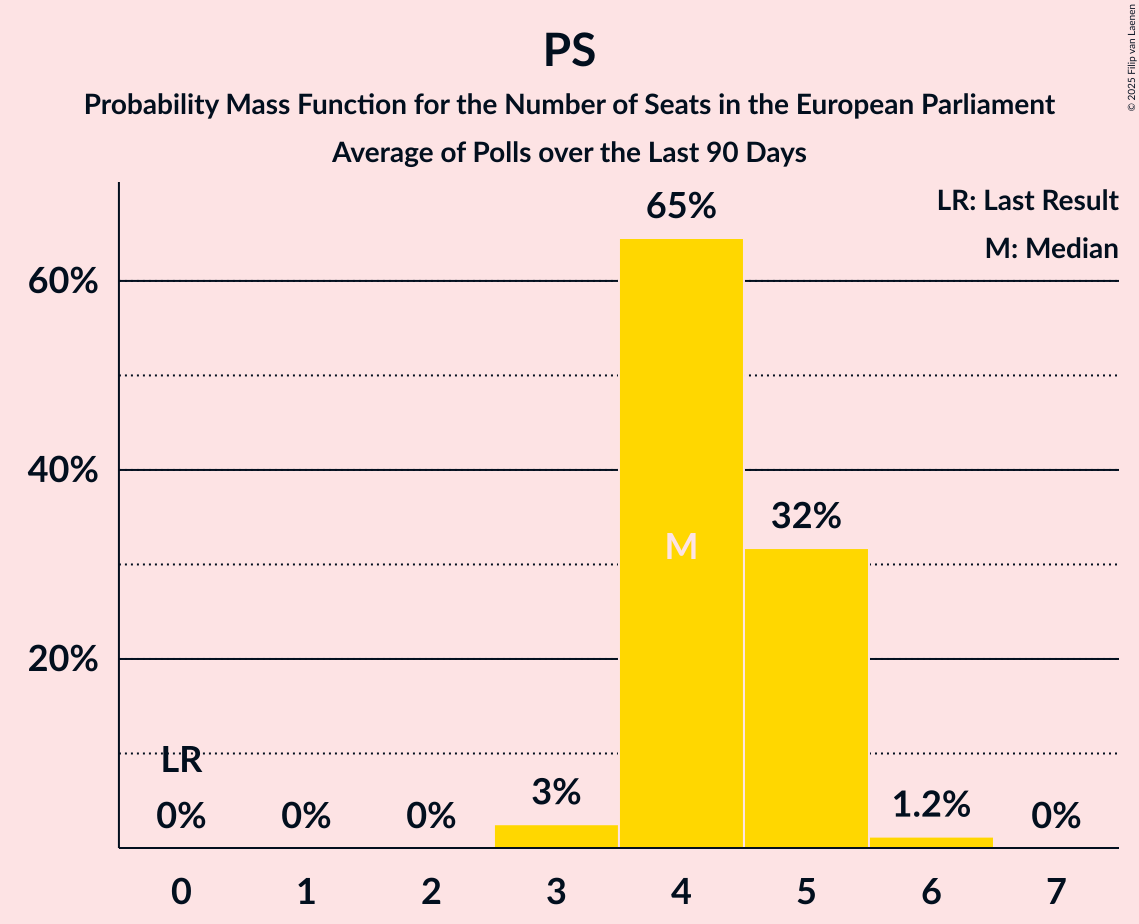 PS
Probability Mass Function for the Number of Seats in the European Parliament
Average of Polls over the Last 90 Days
© 2025 Filip van Laenen
LR: Last Result
M: Median
65%
60%
40%
32%
M
20%
LR
0%
0%
0%
3%
1.2%
0%
0 1 2 3 4 5 6 7